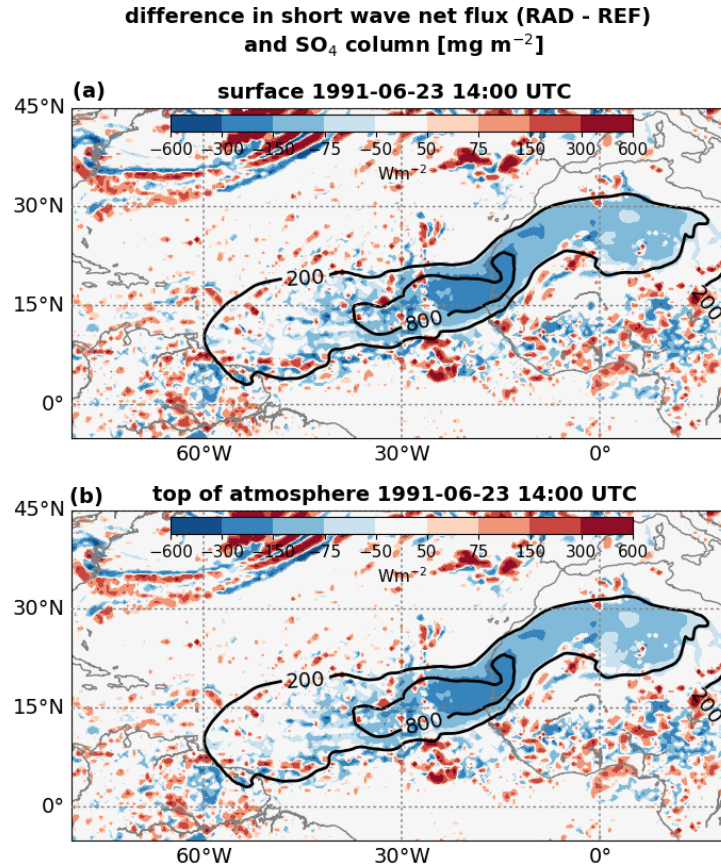 difference in short wave net flux (RAD - REF)
and SO₄ column [mg m⁻²]
(a) surface 1991-06-23 14:00 UTC
45°N
−600 −300 −150 −75 −50 50 75 150 300 600
Wm⁻²
30°N
200
15°N
800
200
0°
60°W 30°W 0°
(b) top of atmosphere 1991-06-23 14:00 UTC
45°N
−600 −300 −150 −75 −50 50 75 150 300 600
Wm⁻²
30°N
200
15°N
800
200
0°
60°W 30°W 0°